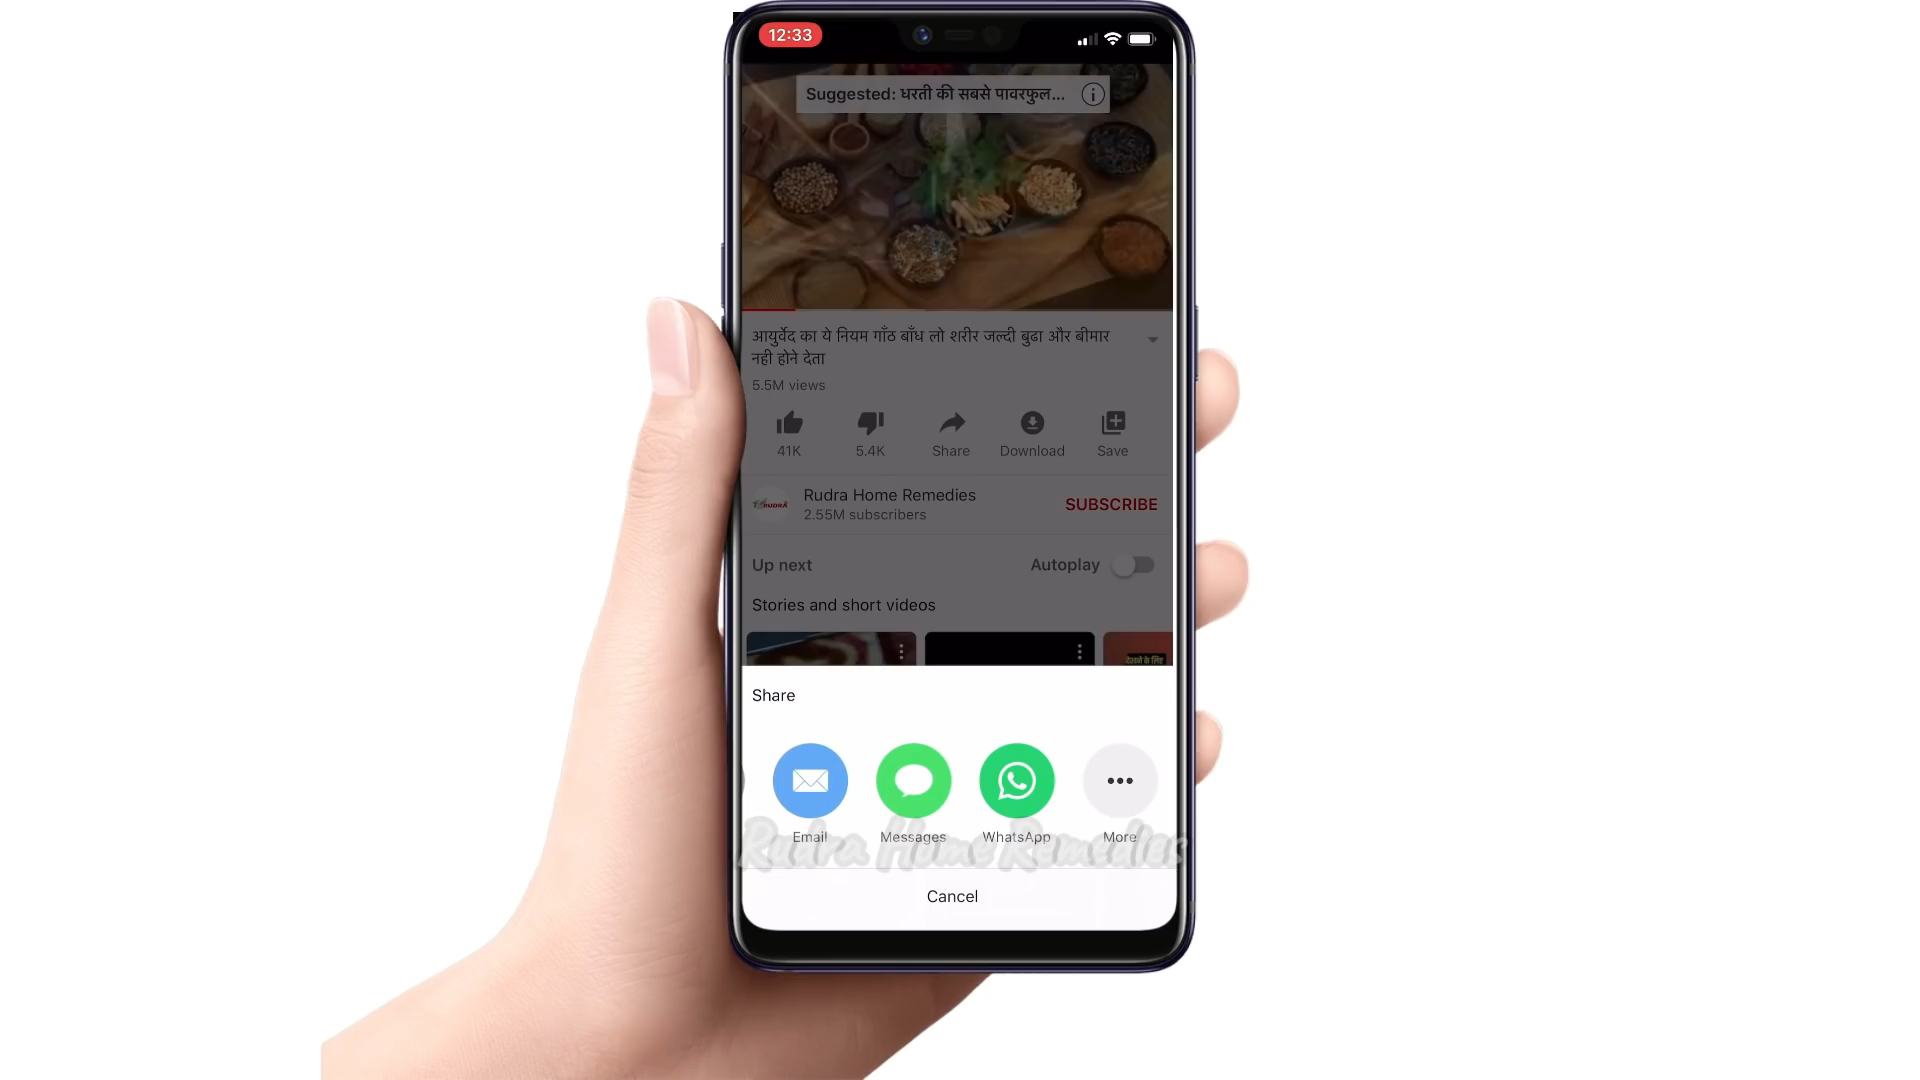 12:33
Suggested: धरती की सबसे पावरफुल...
आयुर्वेद का ये नियम गाँठ बाँध लो शरीर जल्दी बुढा और बीमार
नही होने देता
5.5M views
41K 5.4K Share Download Save
RUDRA
Rudra Home Remedies
2.55M subscribers
SUBSCRIBE
Up next Autoplay
Stories and short videos
देखने के लिए
Share
Email Messages WhatsApp More
Rudra Home Remedies
Cancel